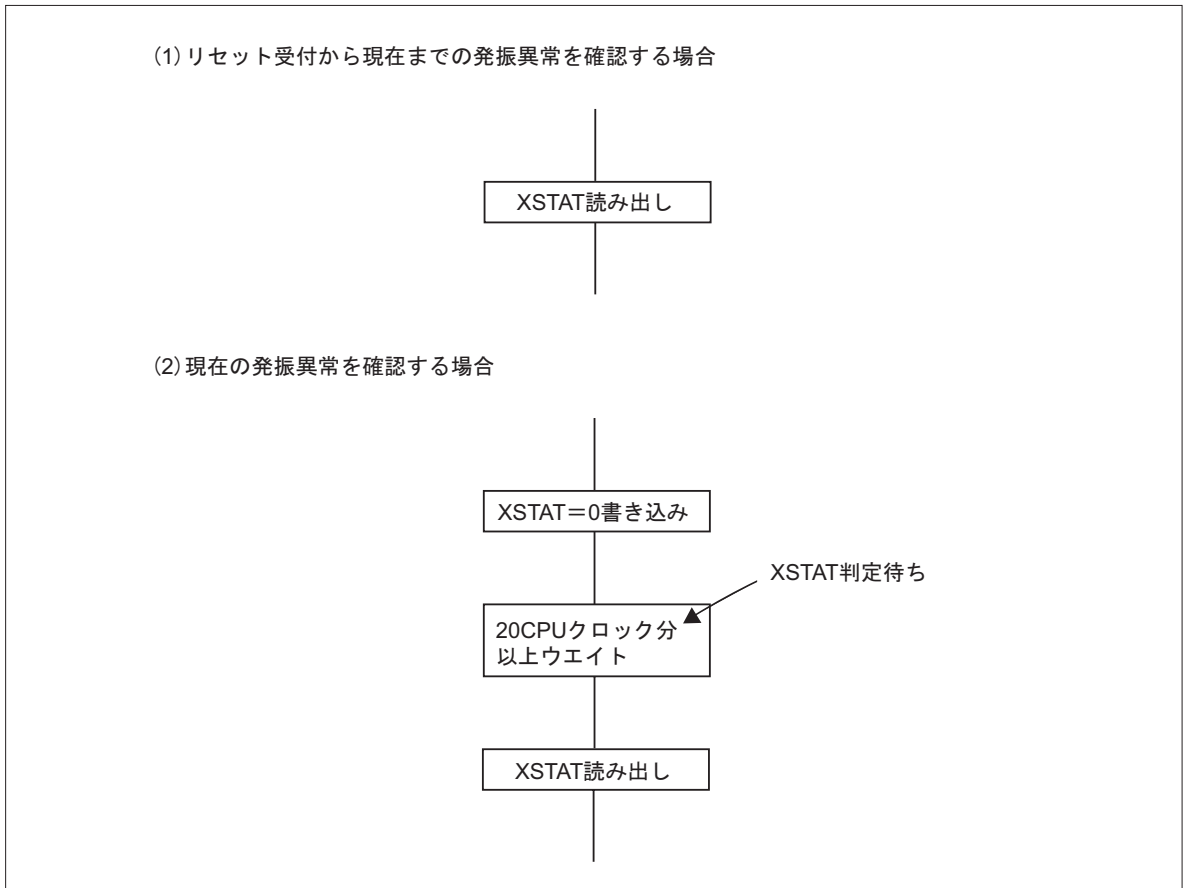 (1)リセット受付から現在までの発振異常を確認する場合
XSTAT読み出し
(2)現在の発振異常を確認する場合
XSTAT＝0書き込み
XSTAT判定待ち
20CPUクロック分
以上ウエイト
XSTAT読み出し